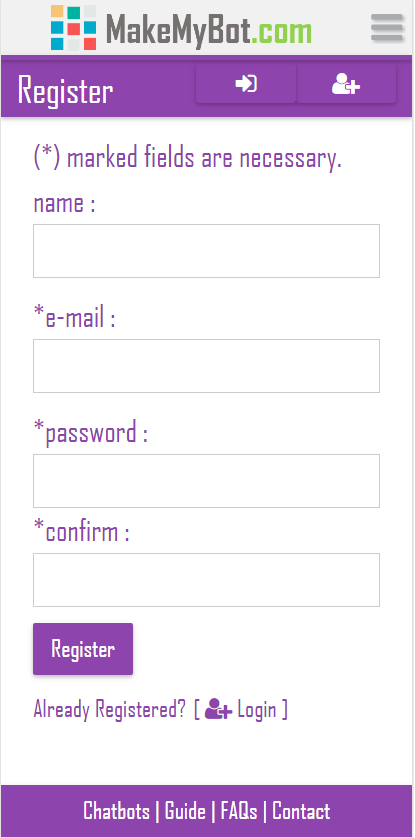 MakeMyBot.com
Register
(*) marked fields are necessary.
name :
*e-mail :
*password :
*confirm :
Register
Already Registered? [ Login ]
Chatbots | Guide | FAQs | Contact